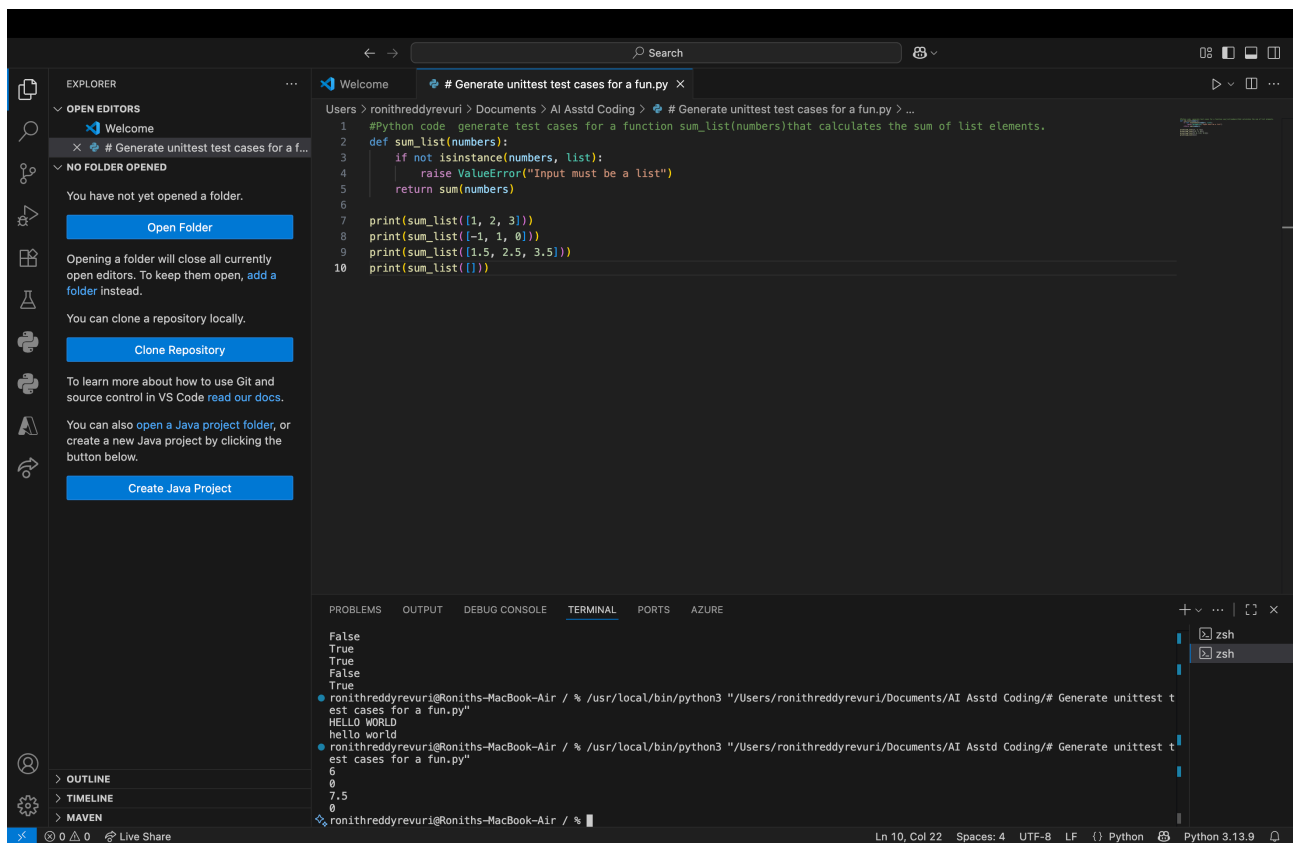 Search
EXPLORER
OPEN EDITORS
Welcome
# Generate unittest test cases for a f...
NO FOLDER OPENED
You have not yet opened a folder.
Open Folder
Opening a folder will close all currently
open editors. To keep them open, add a
folder instead.
You can clone a repository locally.
Clone Repository
To learn more about how to use Git and
source control in VS Code read our docs.
You can also open a Java project folder, or
create a new Java project by clicking the
button below.
Create Java Project
OUTLINE
TIMELINE
MAVEN
Welcome
# Generate unittest test cases for a fun.py
Users > ronithreddyrevuri > Documents > AI Asstd Coding > # Generate unittest test cases for a fun.py > ...
1 #Python code  generate test cases for a function sum_list(numbers)that calculates the sum of list elements.
2 def sum_list(numbers):
3     if not isinstance(numbers, list):
4         raise ValueError("Input must be a list")
5     return sum(numbers)
6
7 print(sum_list([1, 2, 3]))
8 print(sum_list([-1, 1, 0]))
9 print(sum_list([1.5, 2.5, 3.5]))
10 print(sum_list([]))
PROBLEMS OUTPUT DEBUG CONSOLE TERMINAL PORTS AZURE
False
True
True
False
True
ronithreddyrevuri@Roniths-MacBook-Air / % /usr/local/bin/python3 "/Users/ronithreddyrevuri/Documents/AI Asstd Coding/# Generate unittest t
est cases for a fun.py"
HELLO WORLD
hello world
ronithreddyrevuri@Roniths-MacBook-Air / % /usr/local/bin/python3 "/Users/ronithreddyrevuri/Documents/AI Asstd Coding/# Generate unittest t
est cases for a fun.py"
6
0
7.5
0
ronithreddyrevuri@Roniths-MacBook-Air / %
zsh
zsh
0 0 Live Share
Ln 10, Col 22 Spaces: 4 UTF-8 LF {} Python Python 3.13.9